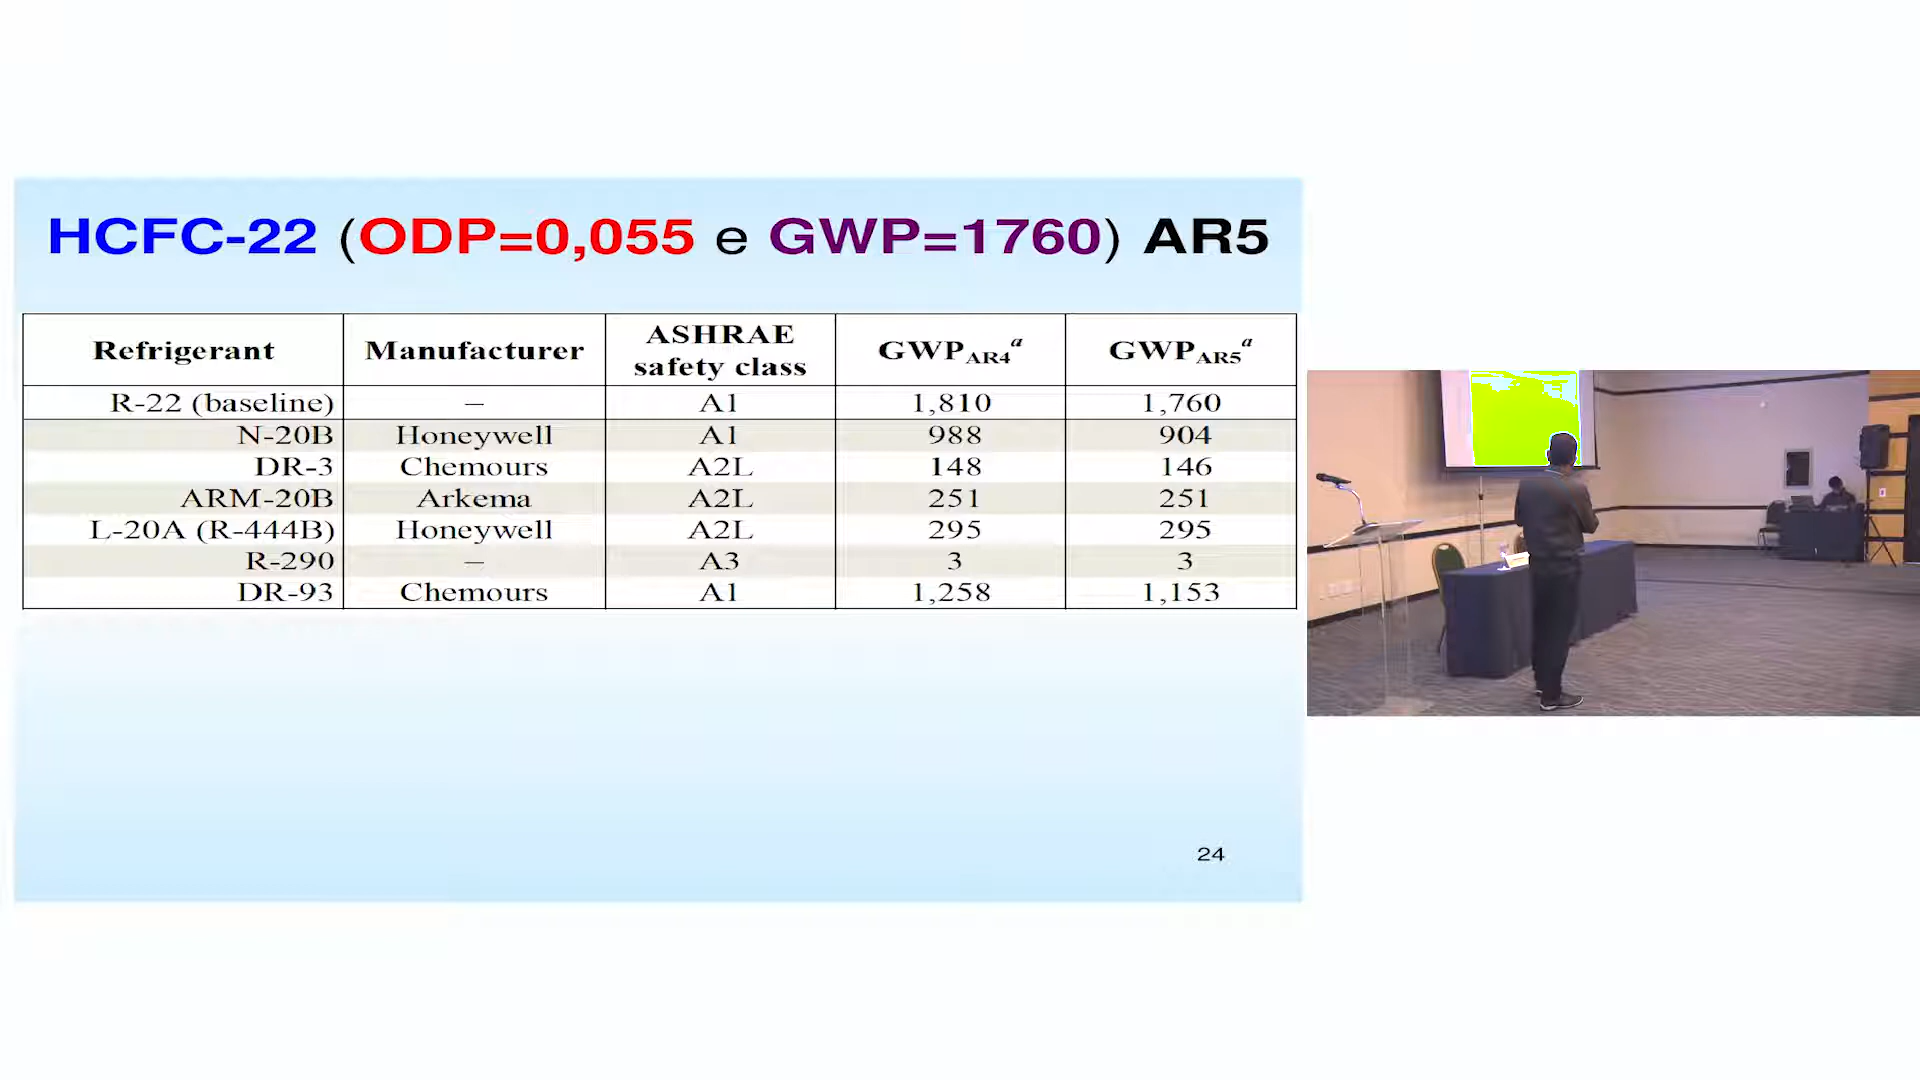 HCFC-22 (ODP=0,055 e GWP=1760) AR5
Refrigerant Manufacturer ASHRAE safety class GWPAR4a GWPAR5a
R-22 (baseline) – A1 1,810 1,760
N-20B Honeywell A1 988 904
DR-3 Chemours A2L 148 146
ARM-20B Arkema A2L 251 251
L-20A (R-444B) Honeywell A2L 295 295
R-290 – A3 3 3
DR-93 Chemours A1 1,258 1,153
24